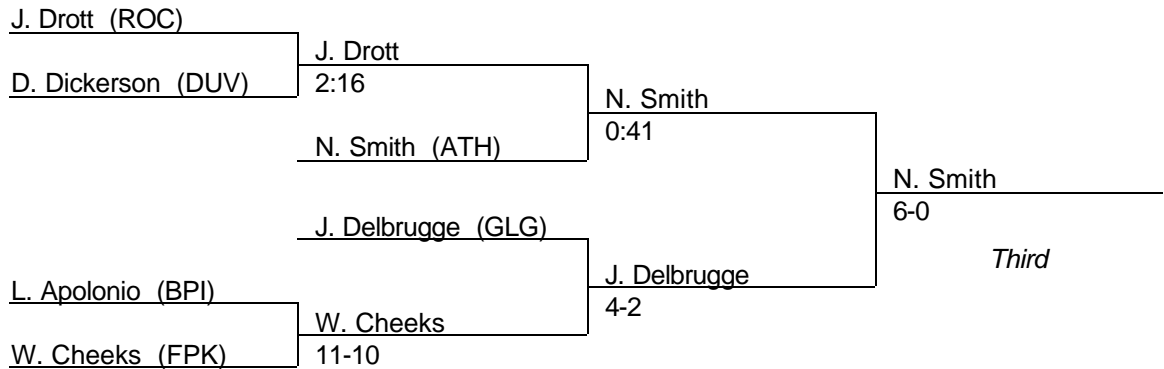 J. Drott (ROC)
J. Drott
D. Dickerson (DUV)
2:16
N. Smith
0:41
N. Smith (ATH)
N. Smith
6-0
J. Delbrugge (GLG)
Third
J. Delbrugge
L. Apolonio (BPI)
4-2
W. Cheeks
W. Cheeks (FPK)
11-10